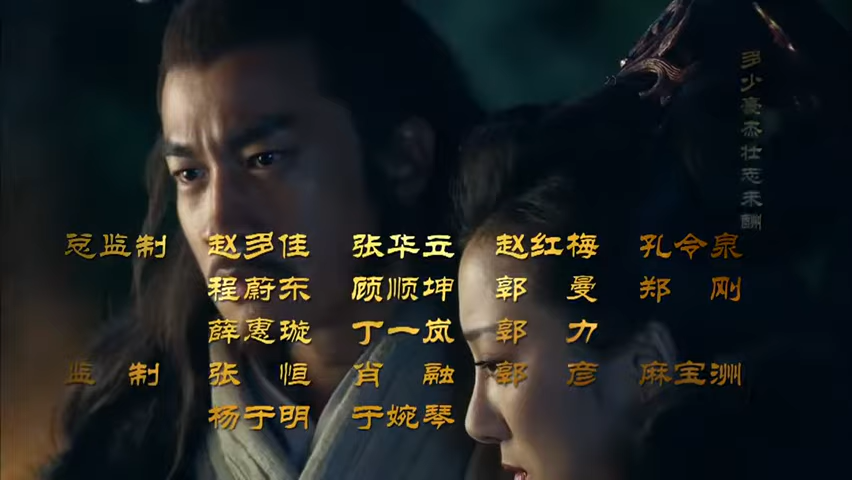 总监制 赵多佳 张华立 赵红梅 孔令泉
程蔚东 顾顺坤 郭曼 郑刚
薛惠璇 丁一岚 郭力
监制 张恒 肖融 郭彦 麻宝洲
杨于明 于婉琴
多少豪杰壮志未酬